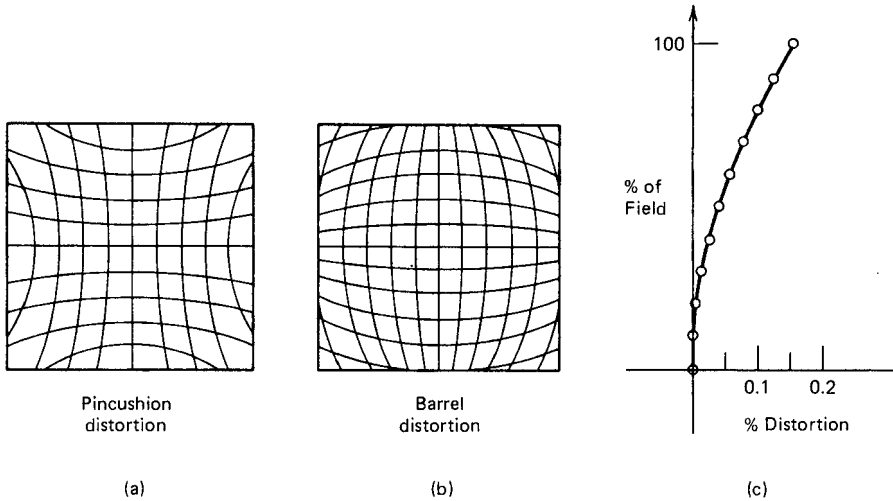 Pincushion
distortion
(a)
Barrel
distortion
(b)
100
% of
Field
0.1
0.2
% Distortion
(c)